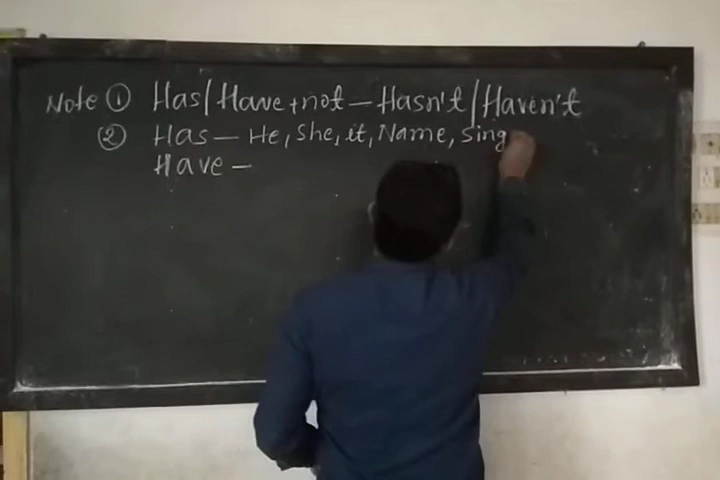 Note ① Has/Have + not - Hasn't/Haven't
② Has - He, She, it, Name, Sing
Have -